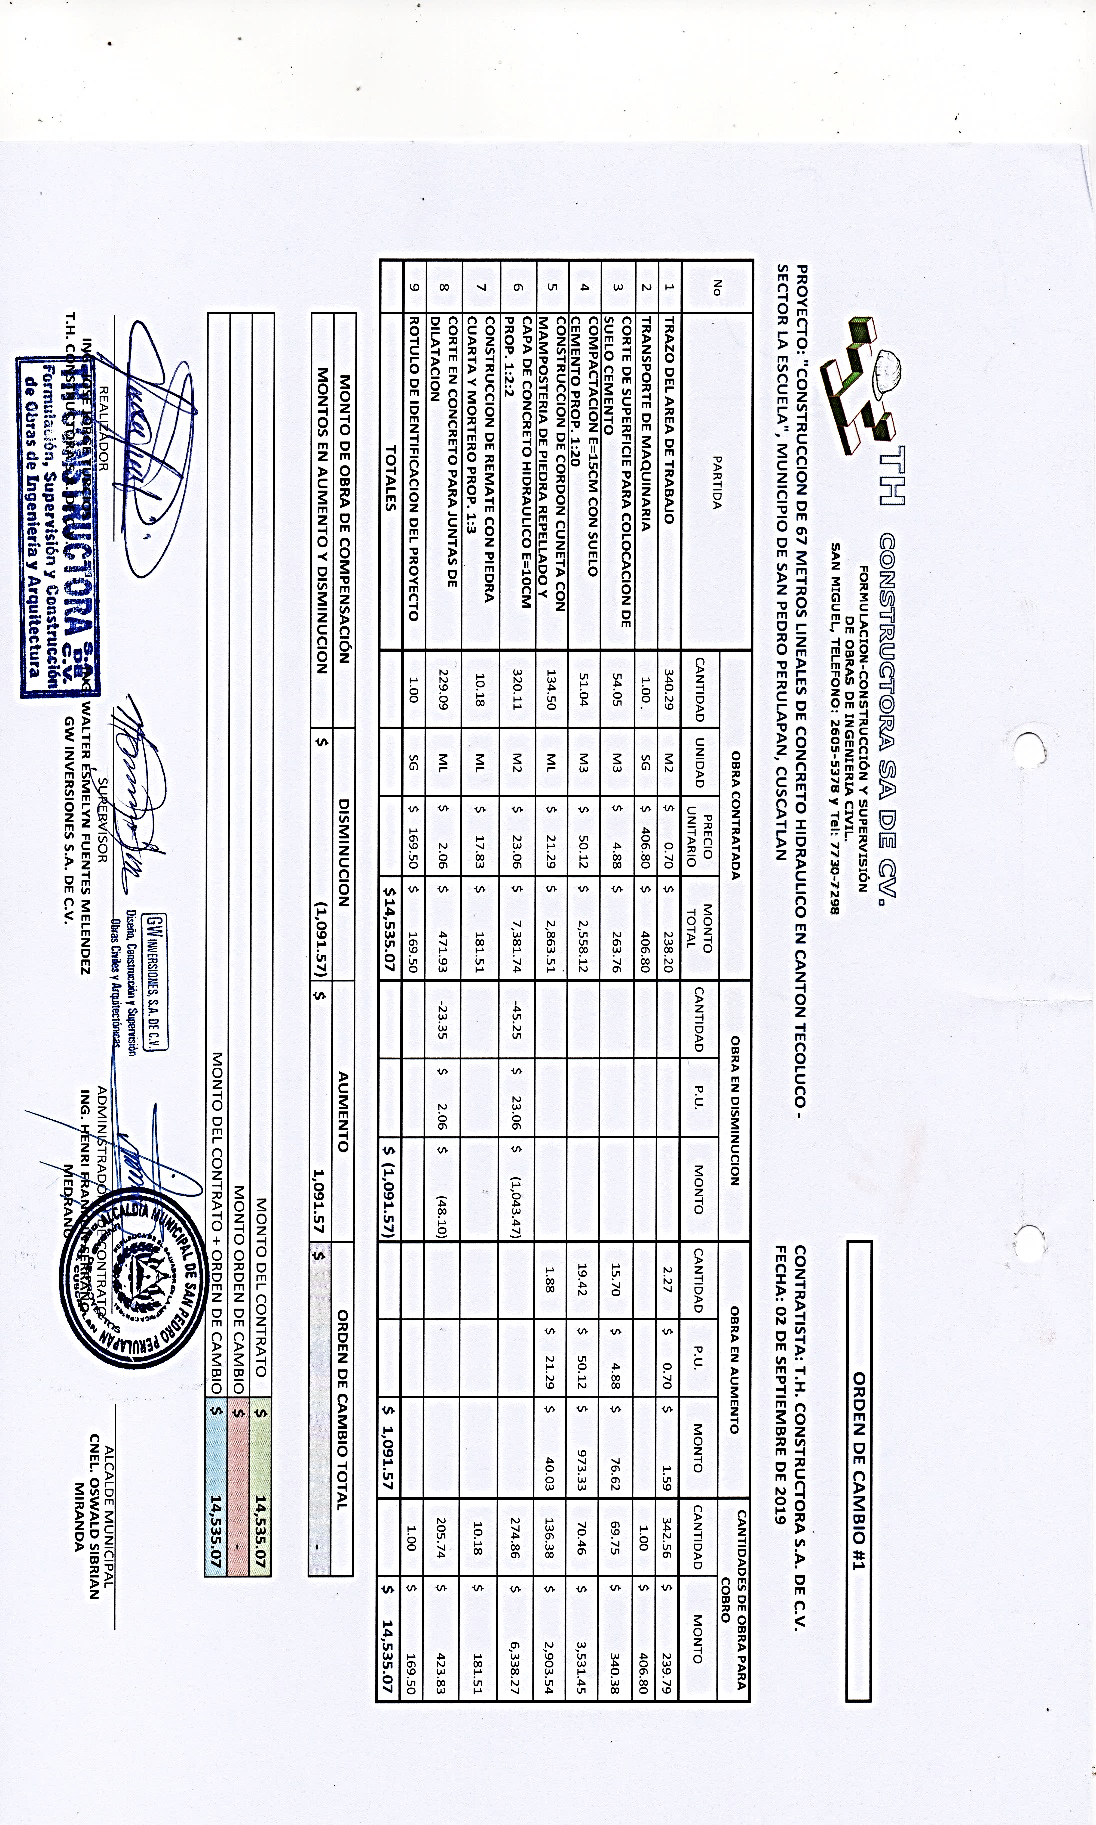 TH CONSTRUCTORA SA DE CV.
FORMULACION-CONSTRUCCIÓN Y SUPERVISIÓN
DE OBRAS DE INGENIERIA CIVIL.
SAN MIGUEL, TELEFONO: 2605-5378 y Tel: 7730-7298
ORDEN DE CAMBIO #1
PROYECTO: "CONSTRUCCION DE 67 METROS LINEALES DE CONCRETO HIDRAULICO EN CANTON TECOLUCO -
SECTOR LA ESCUELA", MUNICIPIO DE SAN PEDRO PERULAPAN, CUSCATLAN
CONTRATISTA: T.H. CONSTRUCTORA S.A. DE C.V.
FECHA: 02 DE SEPTIEMBRE DE 2019
No PARTIDA OBRA CONTRATADA OBRA EN DISMINUCION OBRA EN AUMENTO CANTIDADES DE OBRA PARA COBRO
CANTIDAD UNIDAD PRECIO UNITARIO MONTO TOTAL CANTIDAD P.U. MONTO CANTIDAD P.U. MONTO CANTIDAD MONTO
1 TRAZO DEL AREA DE TRABAJO 340.29 M2 $ 0.70 $ 238.20 2.27 $ 0.70 $ 1.59 342.56 $ 239.79
2 TRANSPORTE DE MAQUINARIA 1.00 SG $ 406.80 $ 406.80 1.00 $ 406.80
3 CORTE DE SUPERFICIE PARA COLOCACION DE
SUELO CEMENTO 54.05 M3 $ 4.88 $ 263.76 15.70 $ 4.88 $ 76.62 69.75 $ 340.38
4 COMPACTACION E=15CM CON SUELO
CEMENTO PROP. 1:20 51.04 M3 $ 50.12 $ 2,558.12 19.42 $ 50.12 $ 973.33 70.46 $ 3,531.45
5 CONSTRUCCION DE CORDON CUNETA CON
MAMPOSTERIA DE PIEDRA REPELLADO Y 134.50 ML $ 21.29 $ 2,863.51 1.88 $ 21.29 $ 40.03 136.38 $ 2,903.54
6 CAPA DE CONCRETO HIDRAULICO E=10CM
PROP. 1:2:2 320.11 M2 $ 23.06 $ 7,381.74 -45.25 $ 23.06 $ (1,043.47) 274.86 $ 6,338.27
7 CONSTRUCCION DE REMATE CON PIEDRA
CUARTA Y MORTERO PROP. 1:3 10.18 ML $ 17.83 $ 181.51 10.18 $ 181.51
8 CORTE EN CONCRETO PARA JUNTAS DE
DILATACION 229.09 ML $ 2.06 $ 471.93 -23.35 $ 2.06 $ (48.10) 205.74 $ 423.83
9 ROTULO DE IDENTIFICACION DEL PROYECTO 1.00 SG $ 169.50 $ 169.50 1.00 $ 169.50
TOTALES $14,535.07 $ (1,091.57) $ 1,091.57 $ 14,535.07
MONTO DE OBRA DE COMPENSACIÓN DISMINUCION AUMENTO ORDEN DE CAMBIO TOTAL
MONTOS EN AUMENTO Y DISMINUCION $ (1,091.57) $ 1,091.57 $ -
MONTO DEL CONTRATO $ 14,535.07
MONTO ORDEN DE CAMBIO $ -
MONTO DEL CONTRATO + ORDEN DE CAMBIO $ 14,535.07
REALIZADOR
T.H. CONSTRUCTORA
CONSTRUCTORA S.A. DE C.V.
Formulación, Supervisión y Construcción
de Obras de Ingeniería y Arquitectura
SUPERVISOR
WALTER ESMELYN FUENTES MELENDEZ
GW INVERSIONES S.A. DE C.V.
GW INVERSIONES, S.A. DE C.V.
Diseño, Construcción y Supervisión
Obras Civiles y Arquitectónicas
ADMINISTRADOR DE CONTRATO
ING. HENRI
MEDRANO
ALCALDIA MUNICIPAL DE SAN PEDRO PERULAPAN
ALCALDE MUNICIPAL
CNEL. OSWALD SIBRIAN
MIRANDA